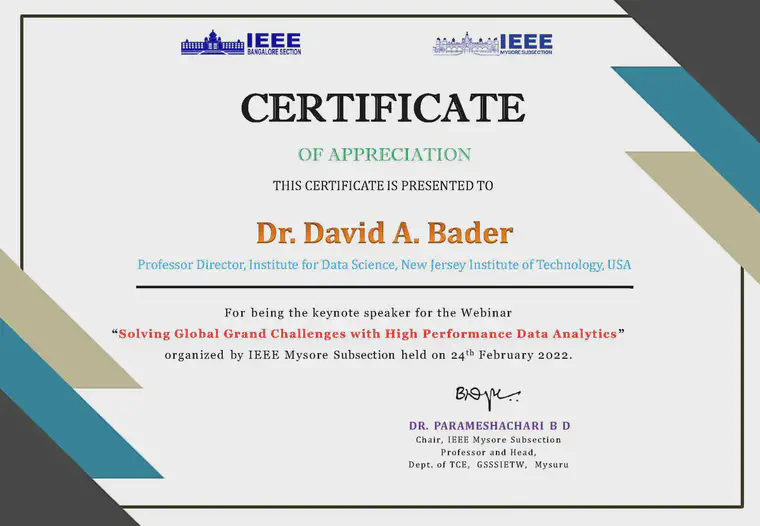 IEEE
BANGALORE SECTION
IEEE
MYSORE SUBSECTION
CERTIFICATE
OF APPRECIATION
THIS CERTIFICATE IS PRESENTED TO
Dr. David A. Bader
Professor Director, Institute for Data Science, New Jersey Institute of Technology, USA
For being the keynote speaker for the Webinar
“Solving Global Grand Challenges with High Performance Data Analytics”
organized by IEEE Mysore Subsection held on 24th February 2022.
DR. PARAMESHACHARI B D
Chair, IEEE Mysore Subsection
Professor and Head,
Dept. of TCE, GSSSIETW, Mysuru